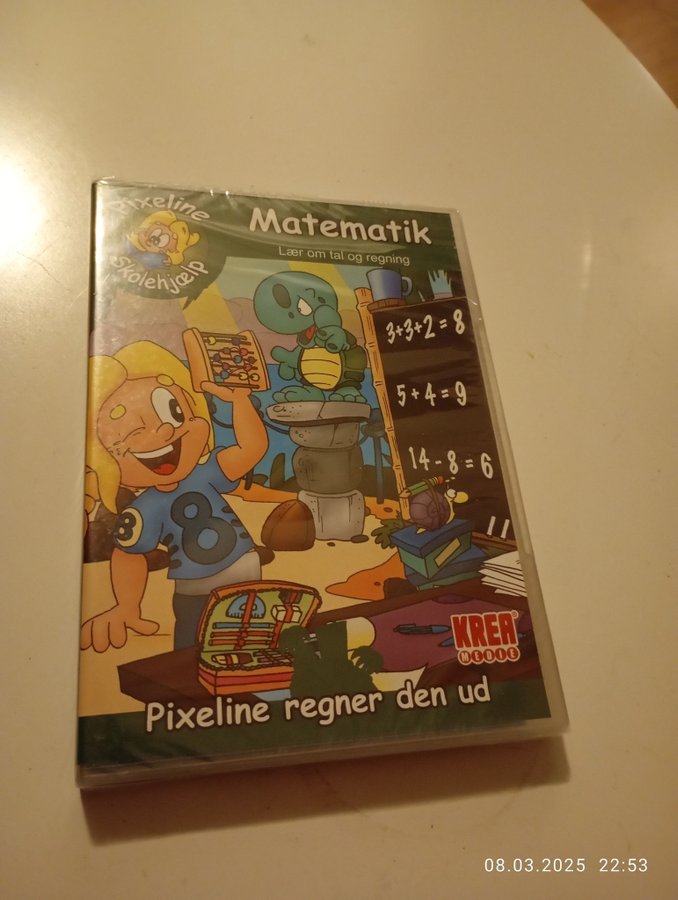 Pixeline
Skolehjælp
Matematik
Lær om tal og regning
3+3+2=8
5+4=9
14-8=6
8
8
KREA
MEDIE
Pixeline regner den ud
08.03.2025 22:53